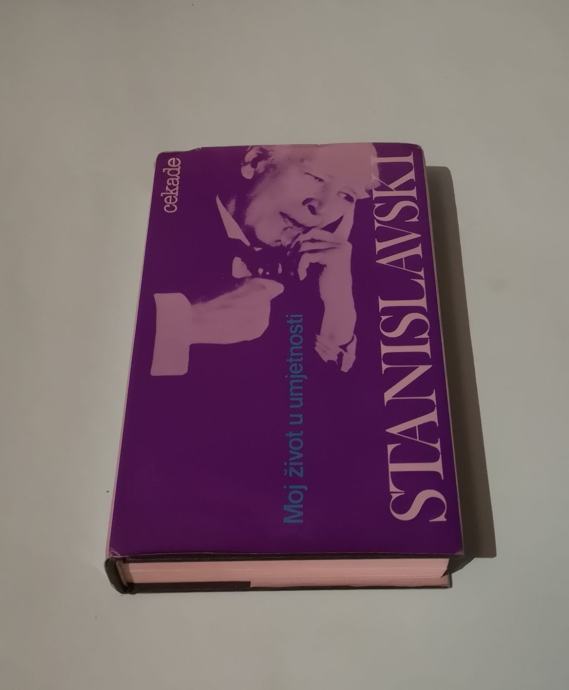 cekade
STANISLAVSKI
Moj život u umjetnosti